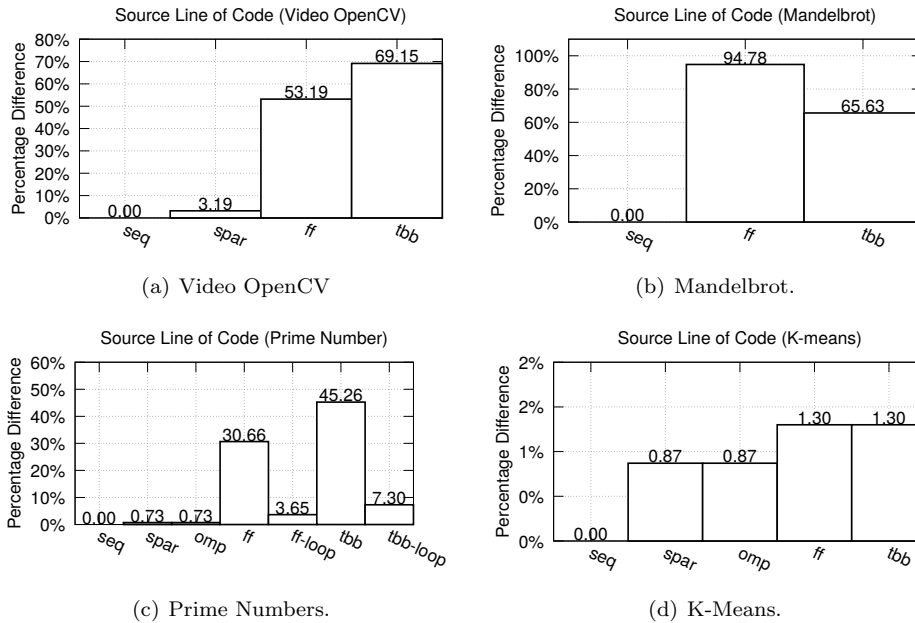 Source Line of Code (Video OpenCV)
Percentage Difference
80%
70%
60%
50%
40%
30%
20%
10%
0%
0.00
3.19
53.19
69.15
seq
spar
ff
tbb
(a) Video OpenCV
Source Line of Code (Mandelbrot)
Percentage Difference
100%
80%
60%
40%
20%
0%
0.00
94.78
65.63
seq
ff
tbb
(b) Mandelbrot.
Source Line of Code (Prime Number)
Percentage Difference
60%
50%
40%
30%
20%
10%
0%
0.00
0.73
0.73
30.66
3.65
45.26
7.30
seq
spar
omp
ff
ff-loop
tbb
tbb-loop
(c) Prime Numbers.
Source Line of Code (K-means)
Percentage Difference
2%
2%
1%
0%
1%
0.00
0.87
0.87
1.30
1.30
seq
spar
omp
ff
tbb
(d) K-Means.